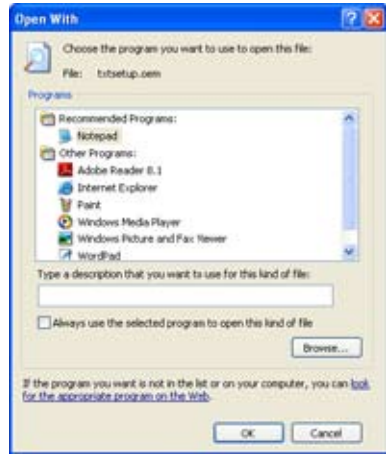 Open With
Choose the program you want to use to open this file:
File: txtsetup.oem
Programs
Recommended Programs:
Notepad
Other Programs:
Adobe Reader 8.1
Internet Explorer
Paint
Windows Media Player
Windows Picture and Fax Viewer
WordPad
Type a description that you want to use for this kind of file:
Always use the selected program to open this kind of file
Browse...
If the program you want is not in the list or on your computer, you can look
for the appropriate program on the Web.
OK
Cancel